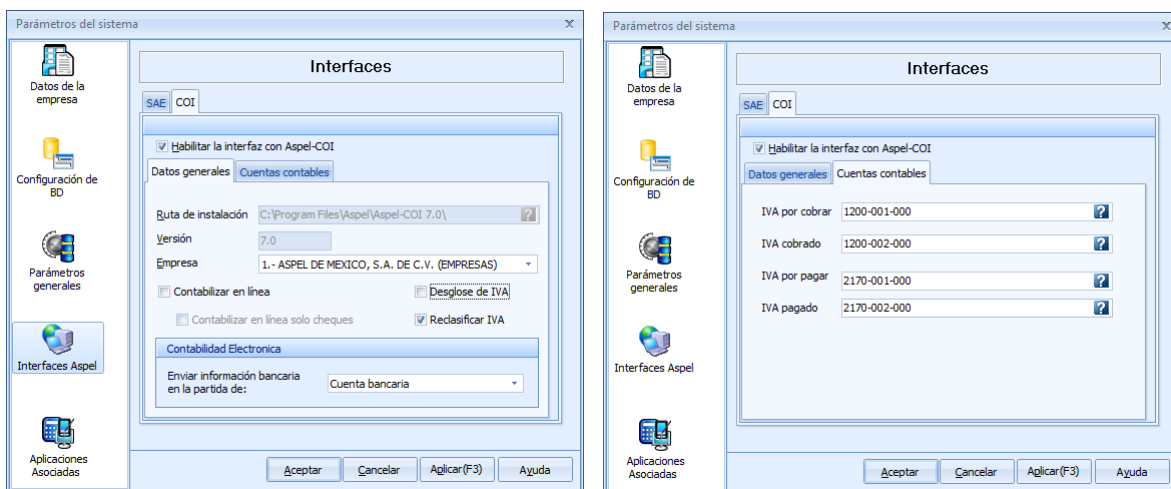 Parámetros del sistema x
Datos de la
empresa
Configuración de
BD
Parámetros
generales
Interfaces Aspel
Aplicaciones
Asociadas
Interfaces
SAE COI
Habilitar la interfaz con Aspel-COI
Datos generales Cuentas contables
Ruta de instalación C:\Program Files\Aspel\Aspel-COI 7.0\ ?
Versión 7.0
Empresa 1.- ASPEL DE MEXICO, S.A. DE C.V. (EMPRESAS)
Contabilizar en línea Desglose de IVA
Contabilizar en línea solo cheques Reclasificar IVA
Contabilidad Electronica
Enviar información bancaria
en la partida de: Cuenta bancaria
Aceptar Cancelar Aplicar(F3) Ayuda
Parámetros del sistema x
Datos de la
empresa
Configuración de
BD
Parámetros
generales
Interfaces Aspel
Aplicaciones
Asociadas
Interfaces
SAE COI
Habilitar la interfaz con Aspel-COI
Datos generales Cuentas contables
IVA por cobrar 1200-001-000 ?
IVA cobrado 1200-002-000 ?
IVA por pagar 2170-001-000 ?
IVA pagado 2170-002-000 ?
Aceptar Cancelar Aplicar(F3) Ayuda